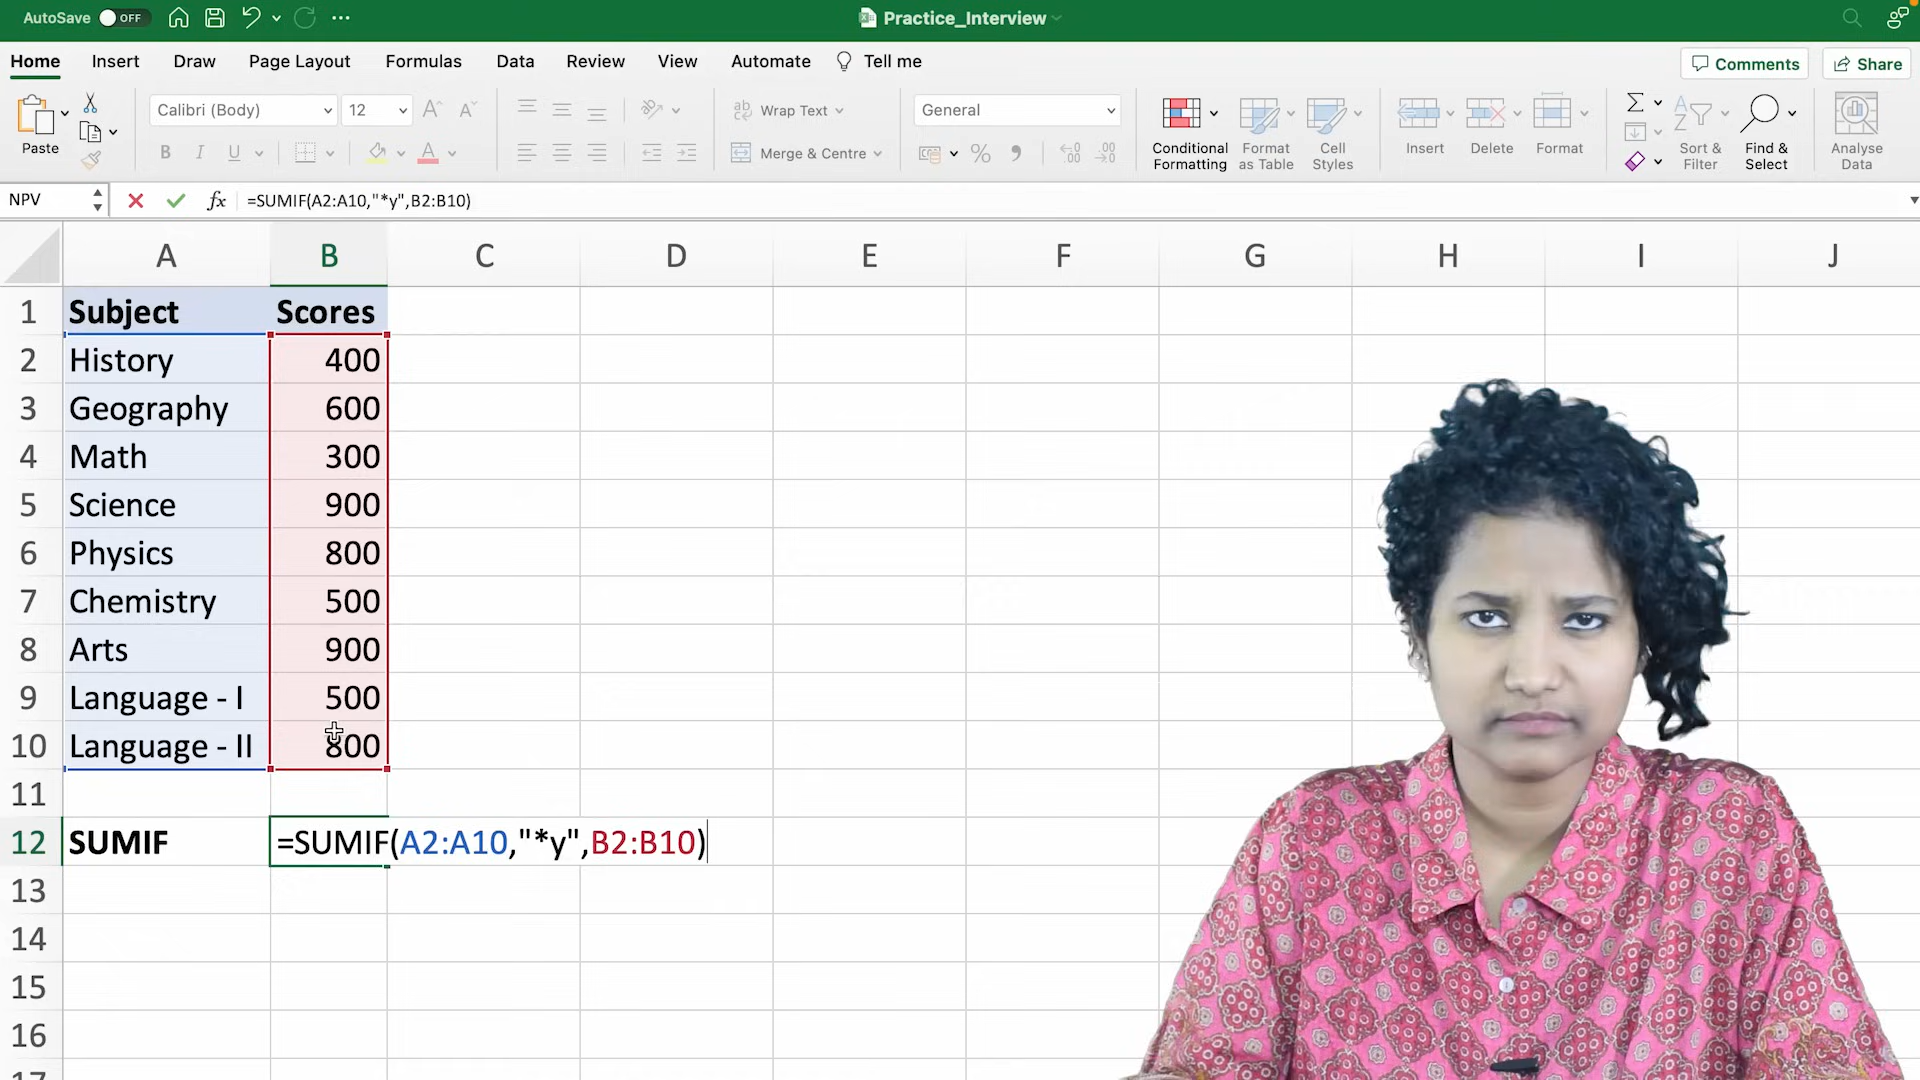 AutoSave OFF Practice_Interview
Home Insert Draw Page Layout Formulas Data Review View Automate Tell me Comments Share
Paste
Calibri (Body) 12
B I U A
ab Wrap Text
Merge & Centre
General
% 9
Conditional Formatting
Format as Table
Cell Styles
Insert
Delete
Format
Sort & Filter
Find & Select
Analyse Data
NPV fx =SUMIF(A2:A10,"*y",B2:B10)
A B C D E F G H I J
1 Subject Scores
2 History 400
3 Geography 600
4 Math 300
5 Science 900
6 Physics 800
7 Chemistry 500
8 Arts 900
9 Language - I 500
10 Language - II 800
11
12 SUMIF =SUMIF(A2:A10,"*y",B2:B10)
13
14
15
16
17